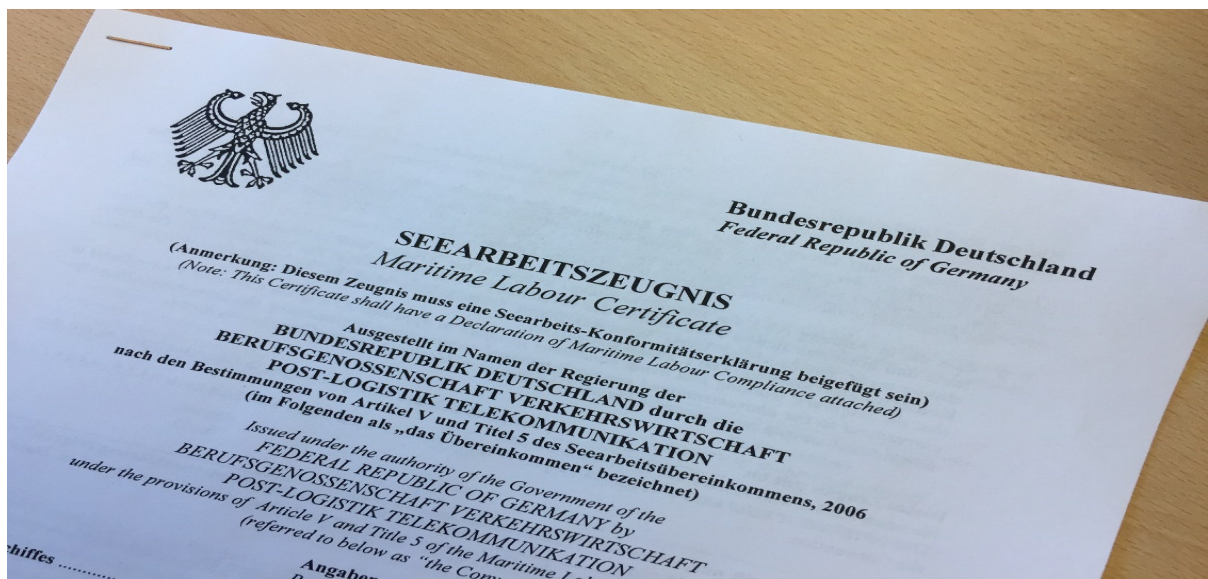 Bundesrepublik Deutschland
Federal Republic of Germany
SEEARBEITSZEUGNIS
Maritime Labour Certificate
(Anmerkung: Diesem Zeugnis muss eine Seearbeits-Konformitätserklärung beigefügt sein)
(Note: This Certificate shall have a Declaration of Maritime Labour Compliance attached)
Ausgestellt im Namen der Regierung der
BUNDESREPUBLIK DEUTSCHLAND durch die
BERUFSGENOSSENSCHAFT VERKEHRSWIRTSCHAFT
POST-LOGISTIK TELEKOMMUNIKATION
nach den Bestimmungen von Artikel V und Titel 5 des Seearbeitsübereinkommens, 2006
(im Folgenden als „das Übereinkommen“ bezeichnet)
Issued under the authority of the Government of the
FEDERAL REPUBLIC OF GERMANY by
BERUFSGENOSSENSCHAFT VERKEHRSWIRTSCHAFT
POST-LOGISTIK TELEKOMMUNIKATION
under the provisions of Article V and Title 5 of the Maritime
(referred to below as "the
Angaben